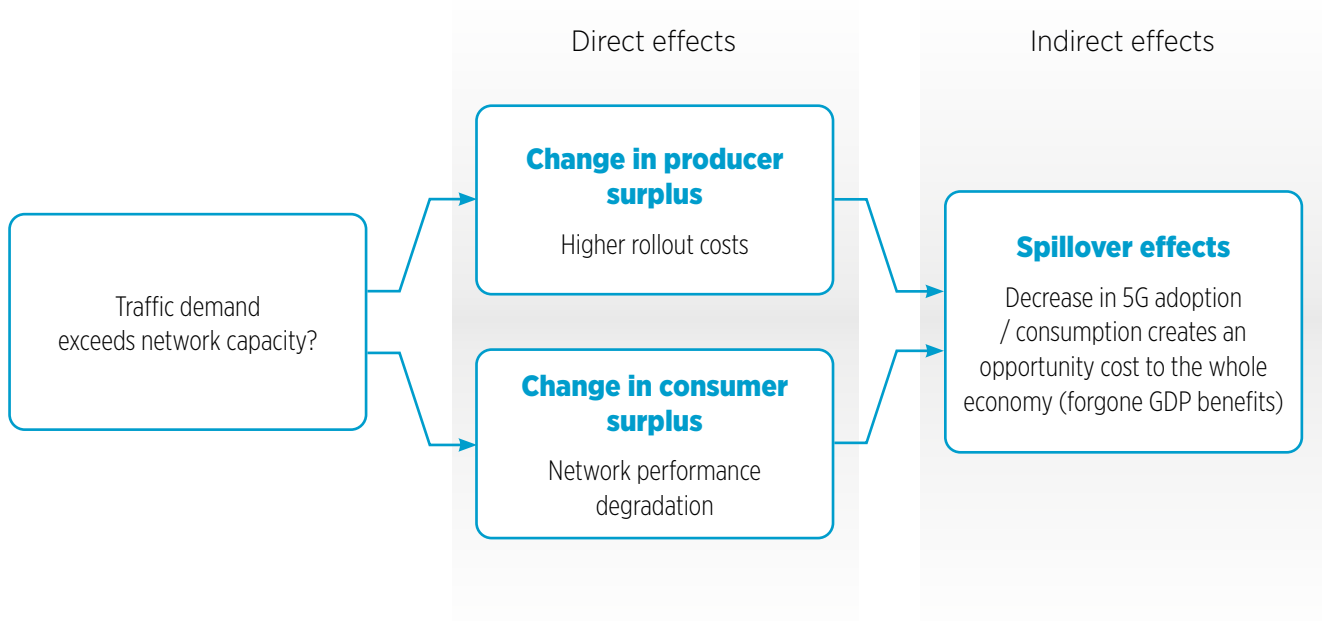 Direct effects
Indirect effects
Traffic demand
exceeds network capacity?
Change in producer
surplus
Higher rollout costs
Change in consumer
surplus
Network performance
degradation
Spillover effects
Decrease in 5G adoption
/ consumption creates an
opportunity cost to the whole
economy (forgone GDP benefits)